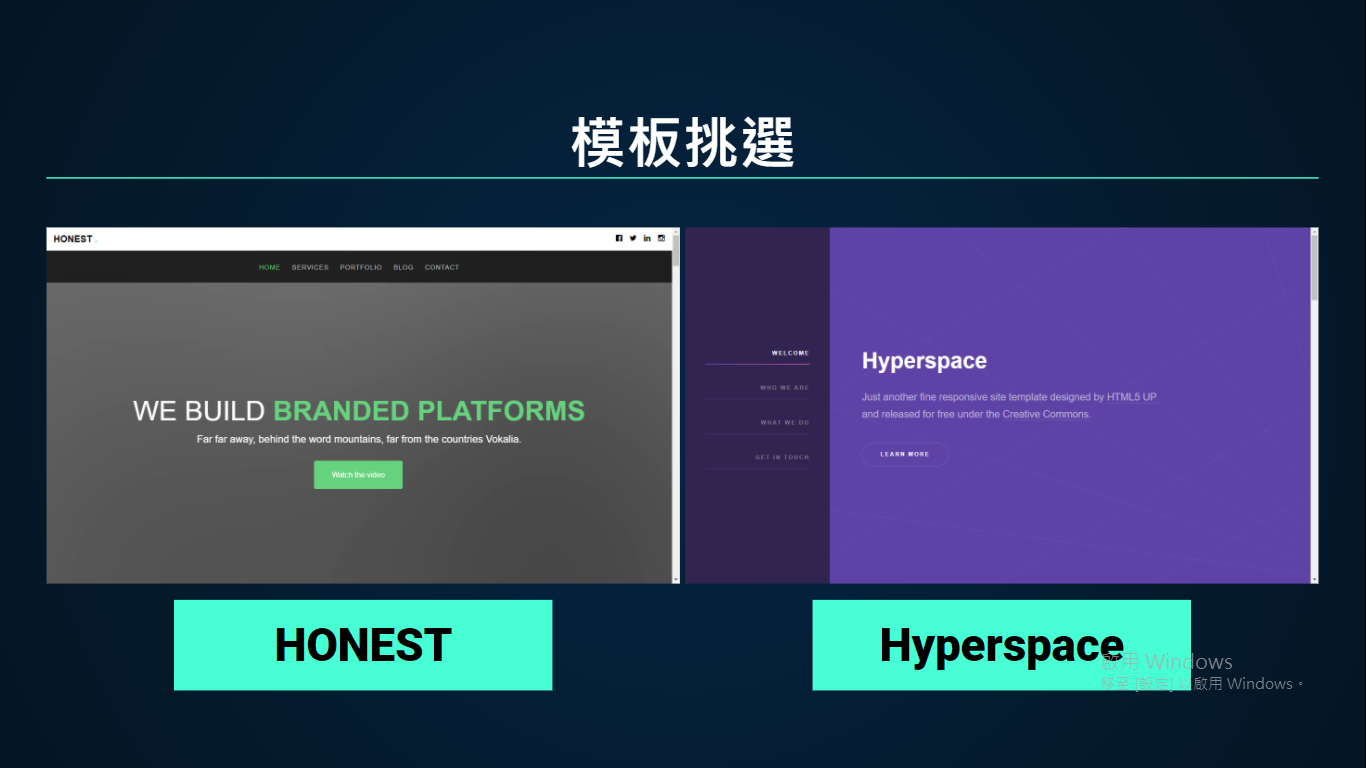 模板挑選
HONEST .
HOME SERVICES PORTFOLIO BLOG CONTACT
WE BUILD BRANDED PLATFORMS
Far far away, behind the word mountains, far from the countries Vokalia.
Watch the video
WELCOME
WHO WE ARE
WHAT WE DO
GET IN TOUCH
Hyperspace
Just another fine responsive site template designed by HTML5 UP
and released for free under the Creative Commons.
LEARN MORE
HONEST
Hyperspace
啟用 Windows
移至 [設定] 以啟用 Windows。